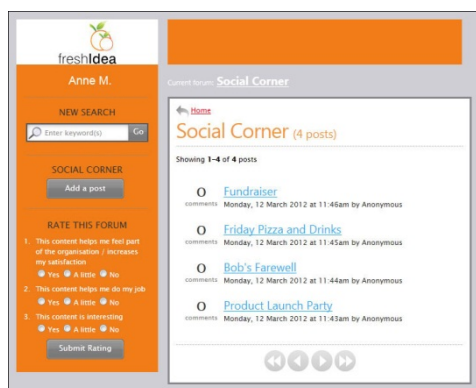 freshIdea
Anne M.
NEW SEARCH
Enter keyword(s)
Go
SOCIAL CORNER
Add a post
RATE THIS FORUM
1. This content helps me feel part
of the organisation / increases
my satisfaction
Yes A little No
2. This content helps me do my job
Yes A little No
3. This content is interesting
Yes A little No
Submit Rating
Current forum: Social Corner
Home
Social Corner (4 posts)
Showing 1-4 of 4 posts
0 Fundraiser
comments Monday, 12 March 2012 at 11:46am by Anonymous
0 Friday Pizza and Drinks
comments Monday, 12 March 2012 at 11:45am by Anonymous
0 Bob's Farewell
comments Monday, 12 March 2012 at 11:44am by Anonymous
0 Product Launch Party
comments Monday, 12 March 2012 at 11:43am by Anonymous